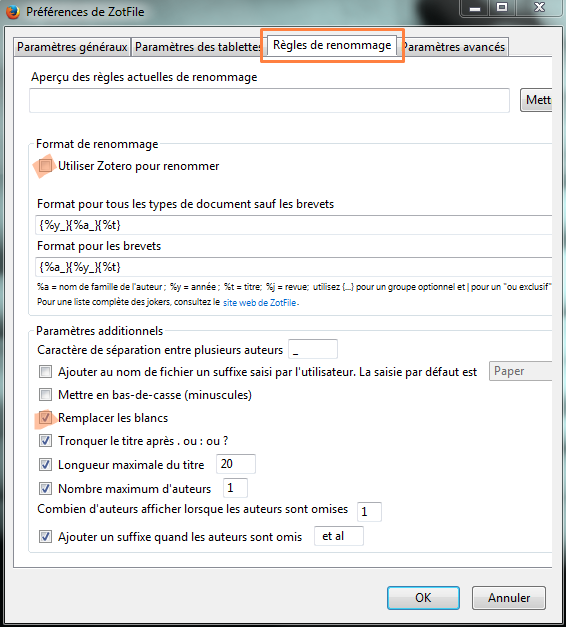 Préférences de ZotFile
Paramètres généraux Paramètres des tablettes Règles de renommage Paramètres avancés
Aperçu des règles actuelles de renommage
Mett
Format de renommage
Utiliser Zotero pour renommer
Format pour tous les types de document sauf les brevets
{%y_}{%a_}{%t}
Format pour les brevets
{%a_}{%y_}{%t}
%a = nom de famille de l'auteur ; %y = année ; %t = titre; %j = revue; utilisez {...} pour un groupe optionnel et | pour un "ou exclusif"
Pour une liste complète des jokers, consultez le site web de ZotFile.
Paramètres additionnels
Caractère de séparation entre plusieurs auteurs _
Ajouter au nom de fichier un suffixe saisi par l'utilisateur. La saisie par défaut est Paper
Mettre en bas-de-casse (minuscules)
Remplacer les blancs
Tronquer le titre après . ou : ou ?
Longueur maximale du titre 20
Nombre maximum d'auteurs 1
Combien d'auteurs afficher lorsque les auteurs sont omises 1
Ajouter un suffixe quand les auteurs sont omis et al
OK Annuler